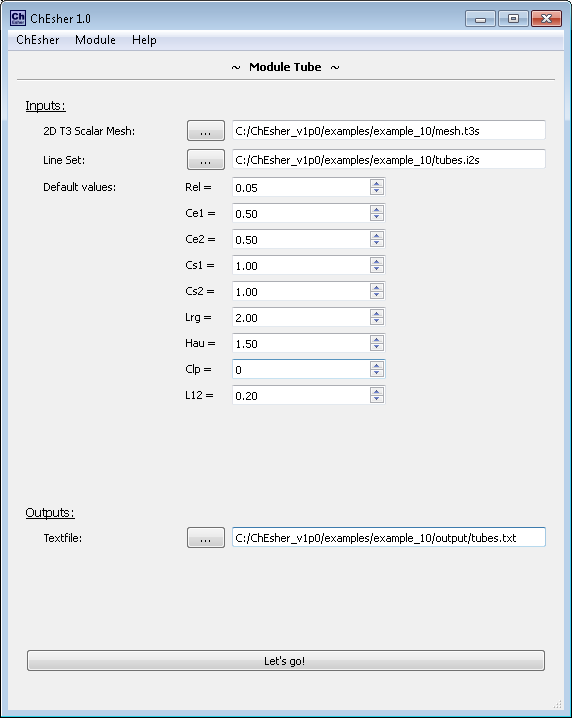 Ch Esher ChEsher 1.0
ChEsher Module Help
~ Module Tube ~
Inputs:
2D T3 Scalar Mesh: ... C:/ChEsher_v1p0/examples/example_10/mesh.t3s
Line Set: ... C:/ChEsher_v1p0/examples/example_10/tubes.i2s
Default values: Rel = 0.05
Ce1 = 0.50
Ce2 = 0.50
Cs1 = 1.00
Cs2 = 1.00
Lrg = 2.00
Hau = 1.50
Clp = 0
L12 = 0.20
Outputs:
Textfile: ... C:/ChEsher_v1p0/examples/example_10/output/tubes.txt
Let's go!